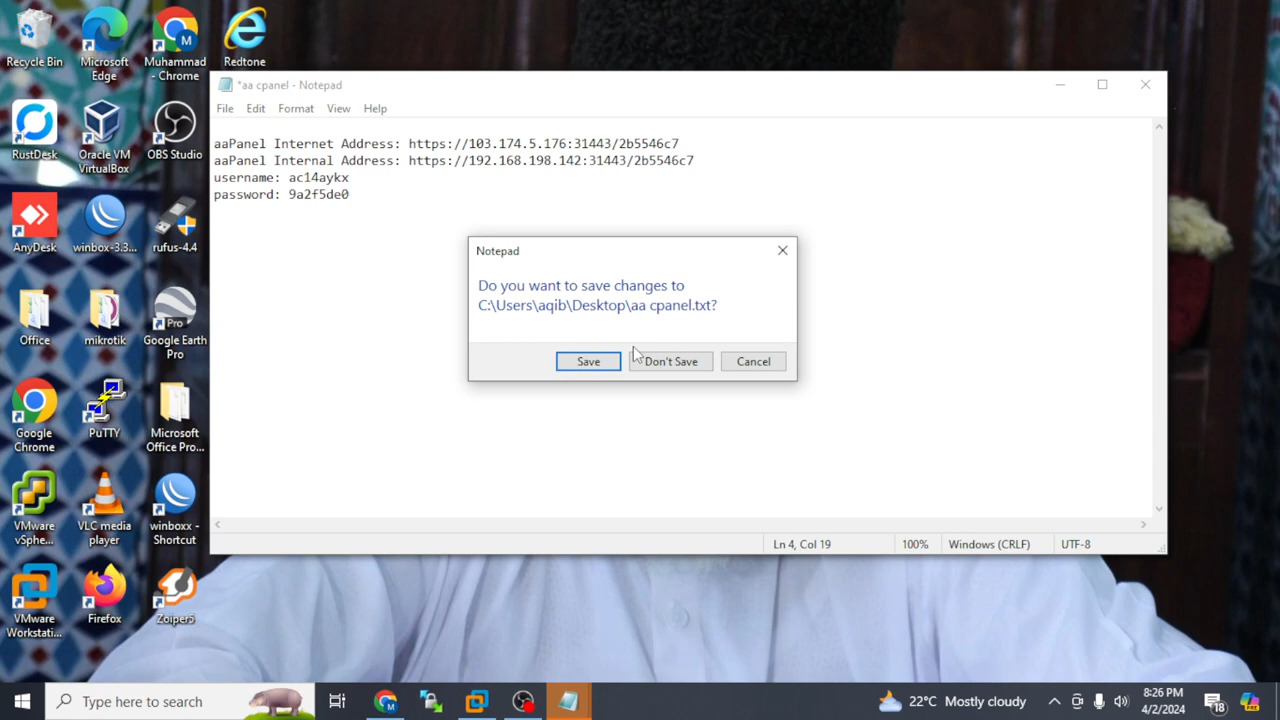 Recycle Bin
Microsoft Edge
Muhammad - Chrome
Redtone
RustDesk
Oracle VM VirtualBox
OBS Studio
AnyDesk
winbox-3.3...
rufus-4.4
Office
mikrotik
Pro
Google Earth Pro
Google Chrome
PuTTY
Microsoft Office Pro...
VMware vSphe...
VLC media player
winboxx - Shortcut
VMware Workstati...
Firefox
Zoiper5
*aa cpanel - Notepad
File Edit Format View Help
aaPanel Internet Address: https://103.174.5.176:31443/2b5546c7
aaPanel Internal Address: https://192.168.198.142:31443/2b5546c7
username: ac14aykx
password: 9a2f5de0
Notepad
Do you want to save changes to
C:\Users\aqib\Desktop\aa cpanel.txt?
Save Don't Save Cancel
Ln 4, Col 19 100% Windows (CRLF) UTF-8
Type here to search
22°C Mostly cloudy
8:26 PM
4/2/2024
18
PRE